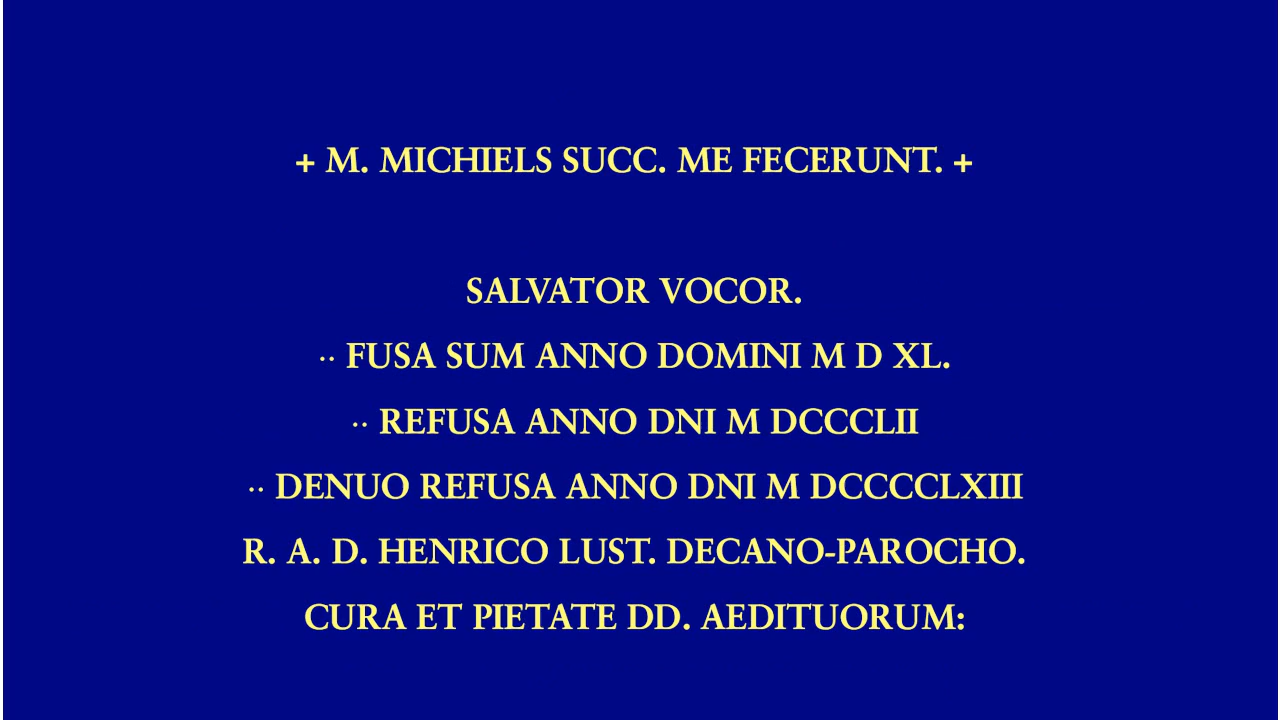 + M. MICHIELS SUCC. ME FECERUNT. +
SALVATOR VOCOR.
·· FUSA SUM ANNO DOMINI M D XL.
·· REFUSA ANNO DNI M DCCCLII
·· DENUO REFUSA ANNO DNI M DCCCCLXIII
R. A. D. HENRICO LUST. DECANO-PAROCHO.
CURA ET PIETATE DD. AEDITUORUM: